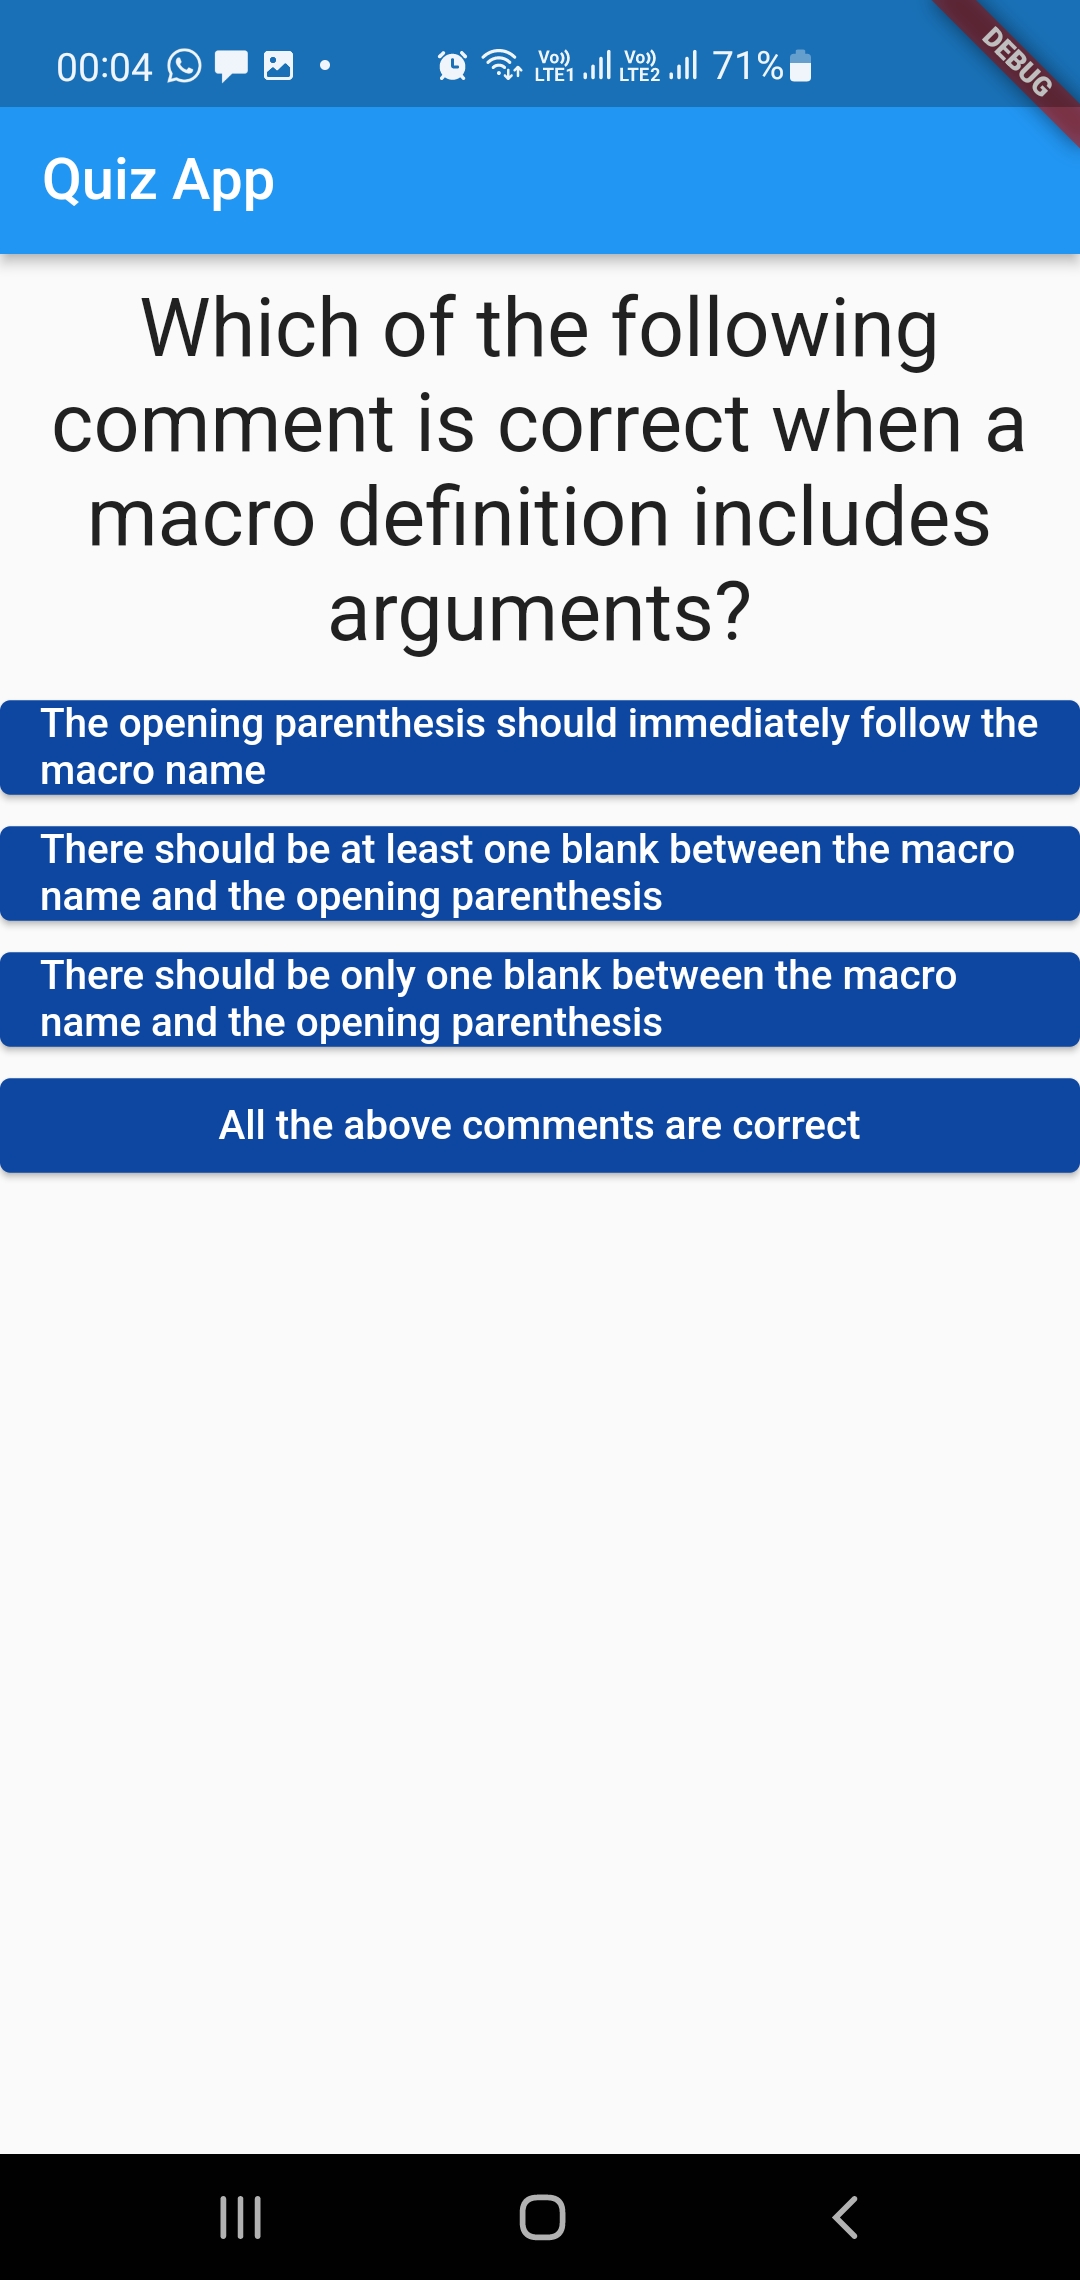 00:04
Vo)) LTE1 Vo)) LTE2 71%
DEBUG
Quiz App
Which of the following
comment is correct when a
macro definition includes
arguments?
The opening parenthesis should immediately follow the
macro name
There should be at least one blank between the macro
name and the opening parenthesis
There should be only one blank between the macro
name and the opening parenthesis
All the above comments are correct